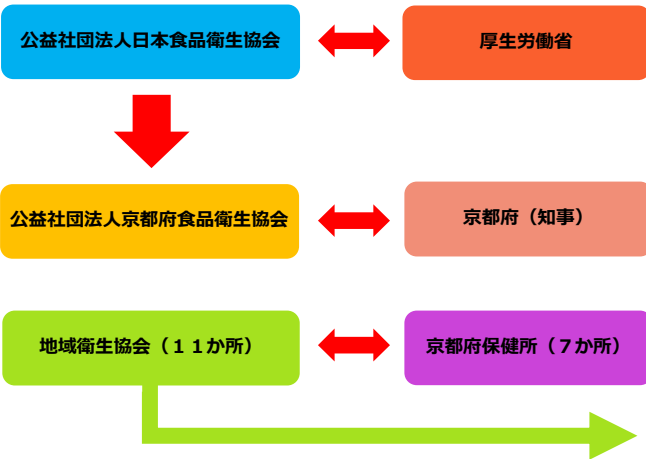 公益社団法人日本食品衛生協会
厚生労働省
公益社団法人京都府食品衛生協会
京都府（知事）
地域衛生協会（１１か所）
京都府保健所（７か所）